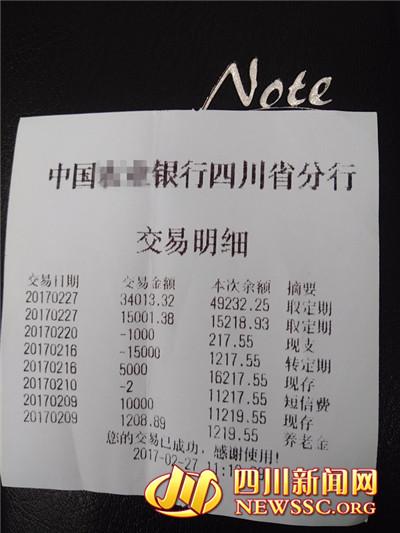 Note
中国 银行四川省分行
交易明细
交易日期 交易金额 本次余额 摘要
20170227 34013.32 49232.25 取定期
20170227 15001.38 15218.93 取定期
20170220 -1000 217.55 现支
20170216 -15000 1217.55 转定期
20170216 5000 16217.55 现存
20170210 -2 11217.55 短信费
20170209 10000 11219.55 现存
20170209 1208.89 1219.55 养老金
您的交易已成功，感谢使用!
2017-02-27
四川新闻网
NEWSSC.ORG